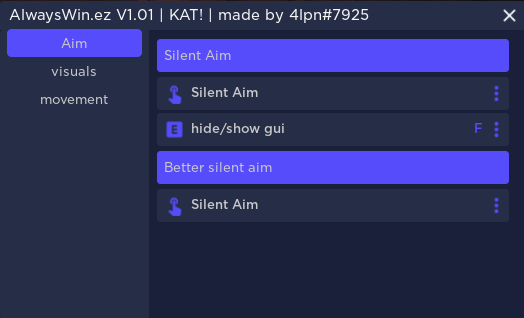 AlwaysWin.ez V1.01 | KAT! | made by 4lpn#7925
Aim
visuals
movement
Silent Aim
Silent Aim
E hide/show gui F
Better silent aim
Silent Aim